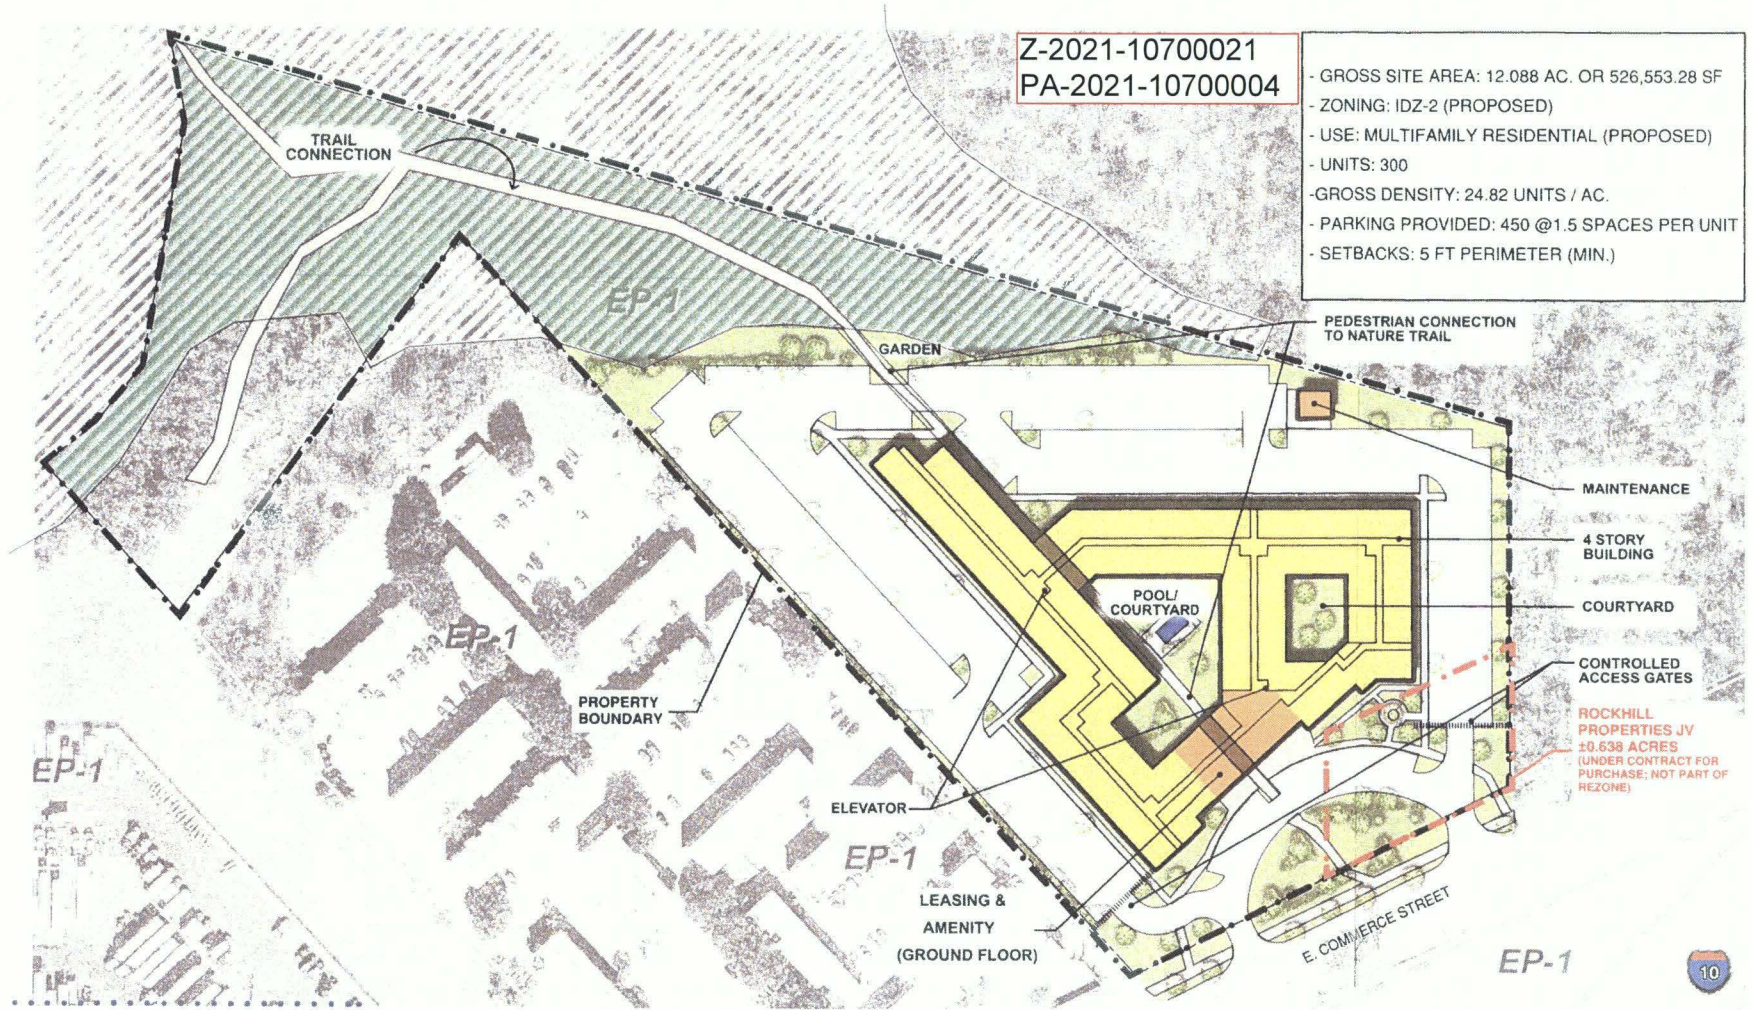 Z-2021-10700021
PA-2021-10700004
- GROSS SITE AREA: 12.088 AC. OR 526,553.28 SF
- ZONING: IDZ-2 (PROPOSED)
- USE: MULTIFAMILY RESIDENTIAL (PROPOSED)
- UNITS: 300
-GROSS DENSITY: 24.82 UNITS / AC.
- PARKING PROVIDED: 450 @1.5 SPACES PER UNIT
- SETBACKS: 5 FT PERIMETER (MIN.)
TRAIL
CONNECTION
EP-1
GARDEN
PEDESTRIAN CONNECTION
TO NATURE TRAIL
MAINTENANCE
4 STORY
BUILDING
POOL/
COURTYARD
COURTYARD
EP-1
CONTROLLED
ACCESS GATES
PROPERTY
BOUNDARY
ROCKHILL
PROPERTIES JV
±0.638 ACRES
(UNDER CONTRACT FOR
PURCHASE; NOT PART OF
REZONE)
EP-1
ELEVATOR
EP-1
LEASING &
AMENITY
(GROUND FLOOR)
E. COMMERCE STREET
EP-1
10